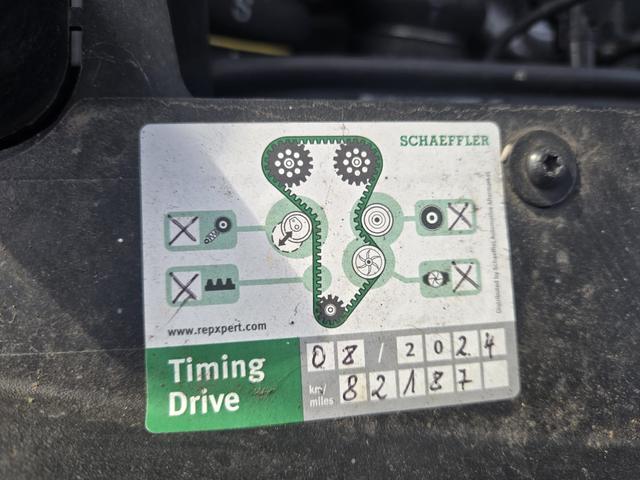 SCHAEFFLER
X X
X X
Distributed by Schaeffler Automotive Aftermarket
www.repxpert.com
Timing Drive
08/2024
km/miles 82187